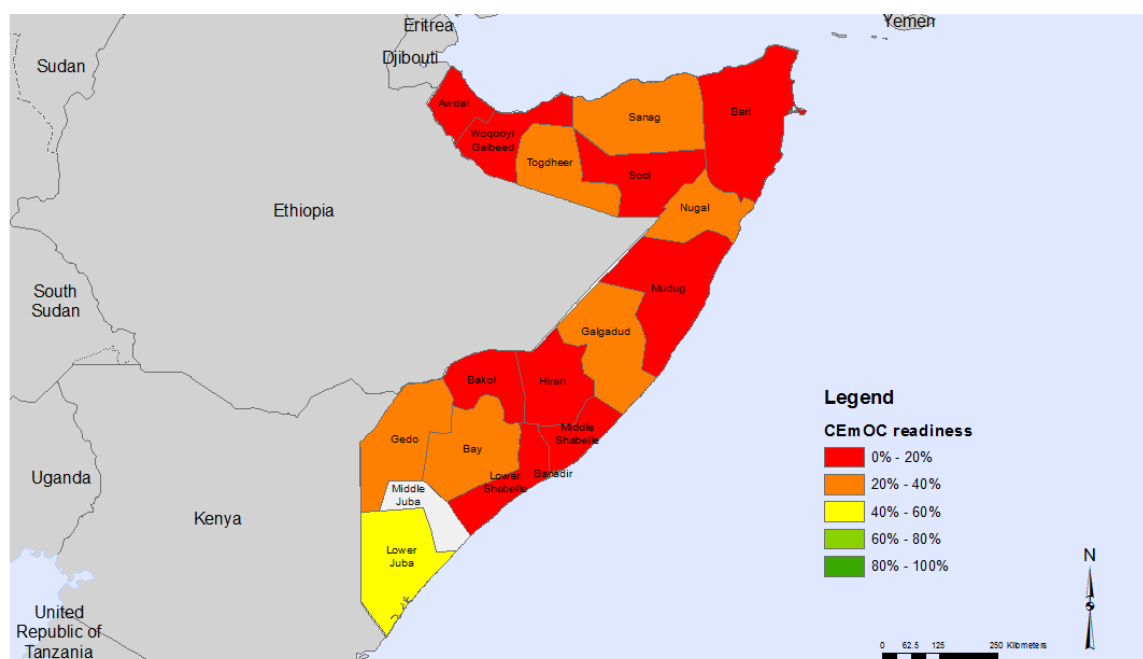 Eritrea
Yemen
Djibouti
Sudan
Awdal
Sanag
Bari
Woqooyi
Galbeed
Togdheer
Sool
Ethiopia
Nugal
South
Sudan
Mudug
Galgadud
Bakol
Hiran
Middle
Shabelle
Gedo
Bay
Banadir
Lower
Shabelle
Uganda
Middle
Juba
Kenya
Lower
Juba
United
Republic of
Tanzania
Legend
CEmOC readiness
0% - 20%
20% - 40%
40% - 60%
60% - 80%
80% - 100%
N
0 62.5 125 250 Kilometers